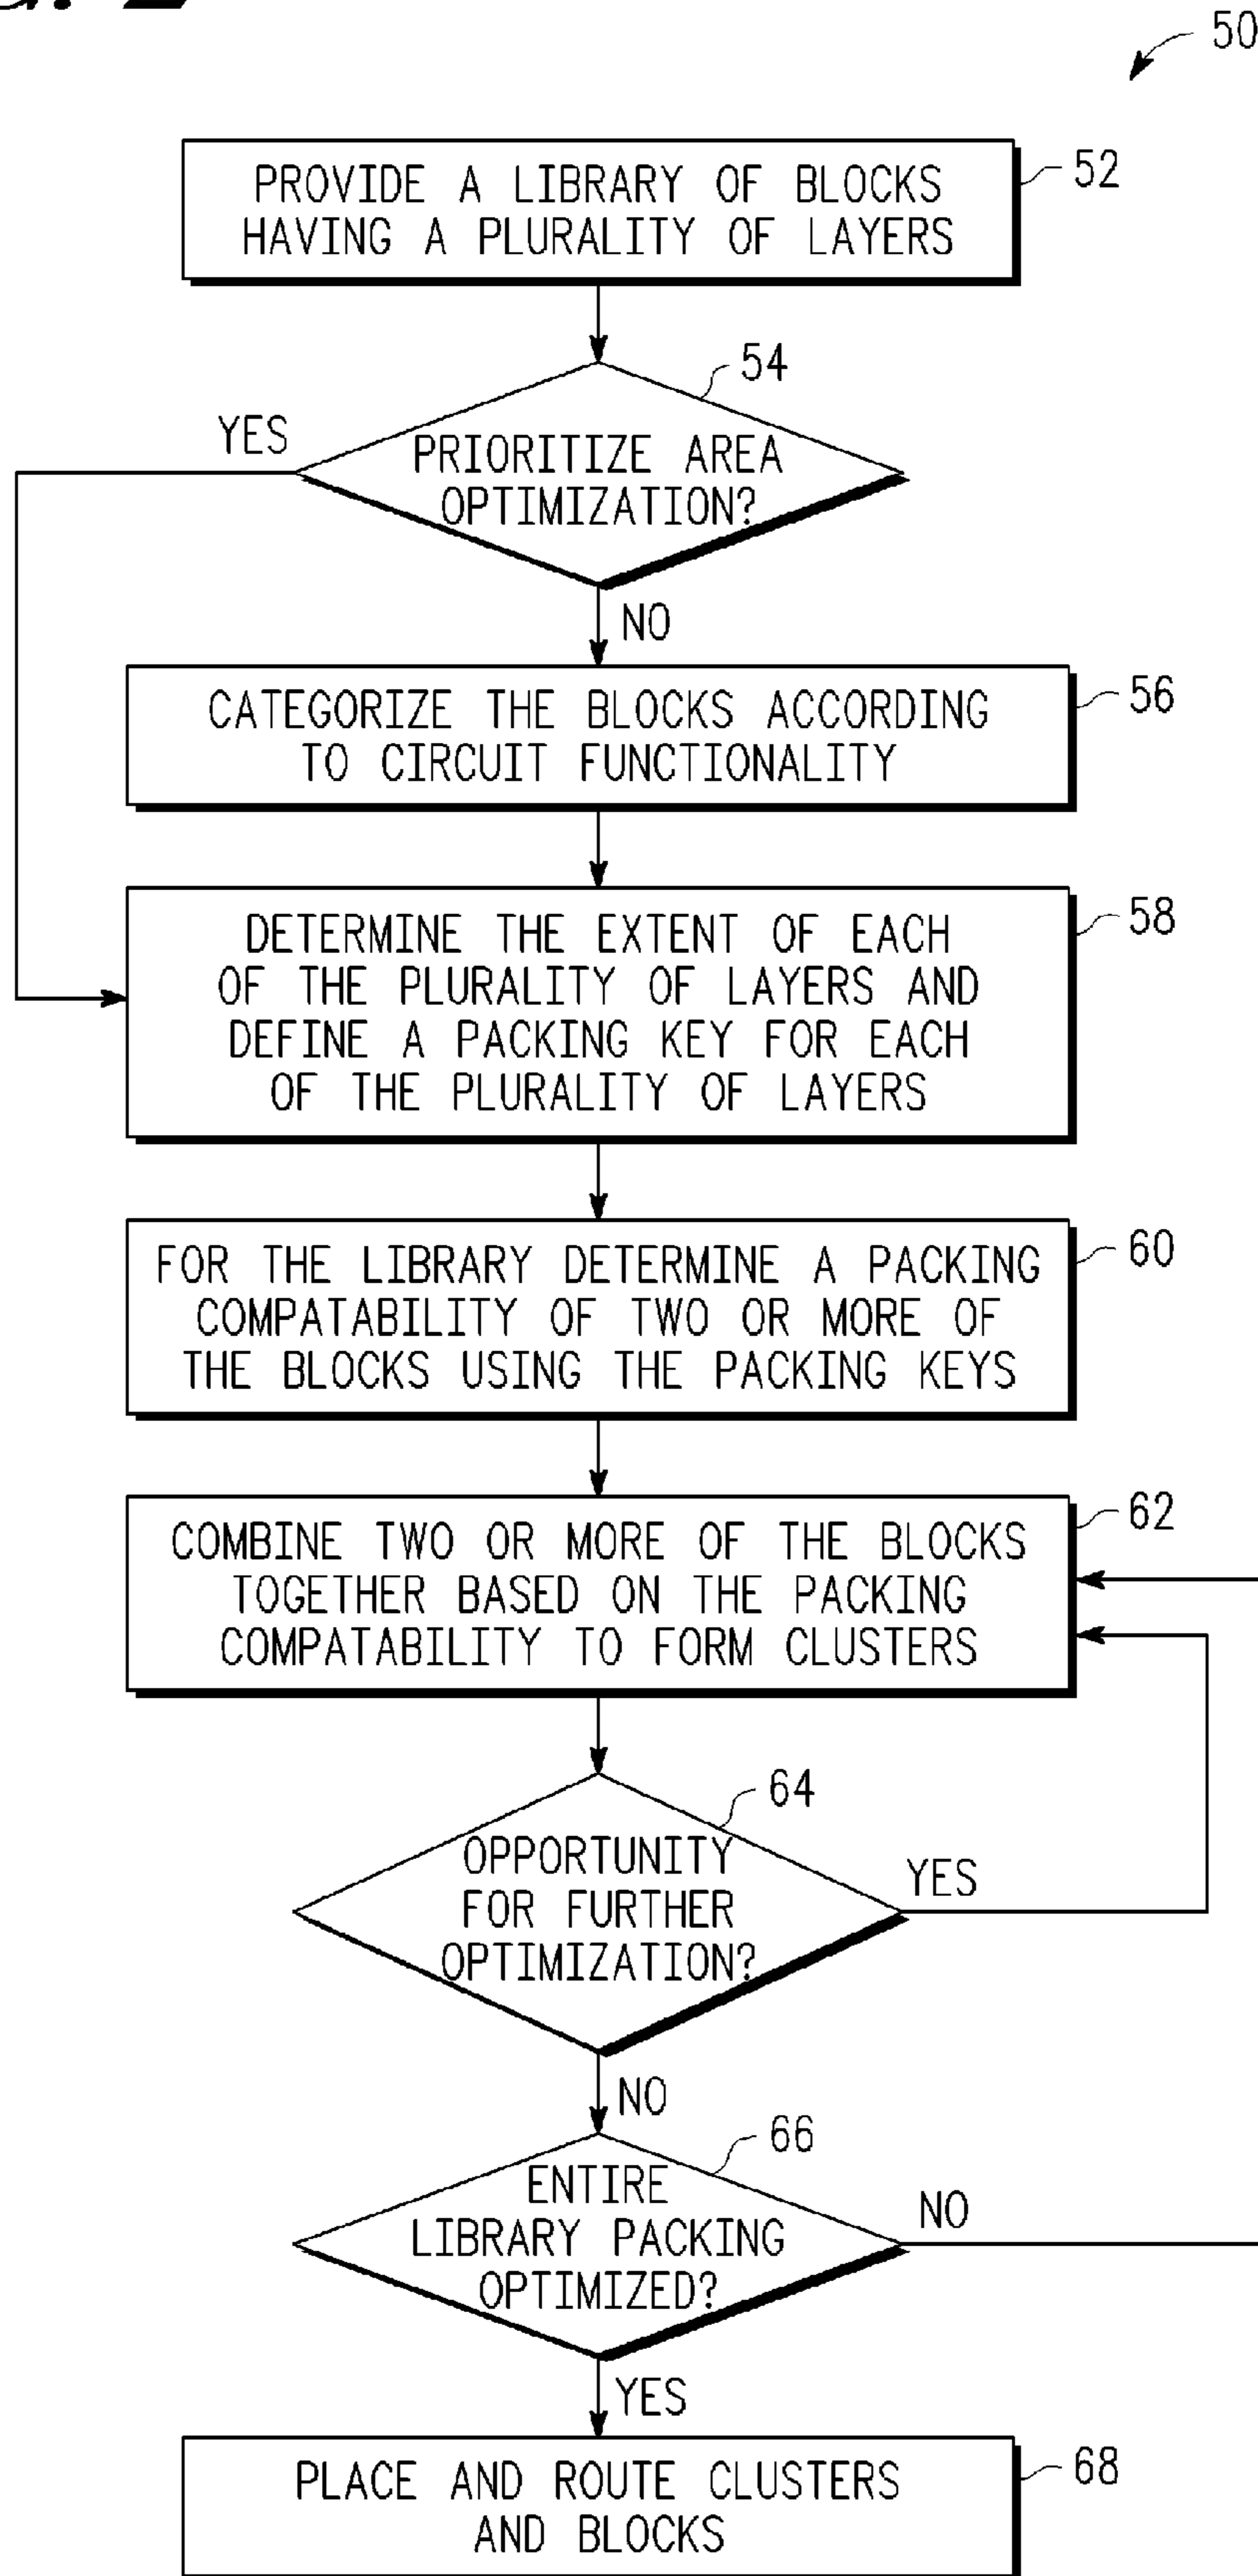 50
PROVIDE A LIBRARY OF BLOCKS
HAVING A PLURALITY OF LAYERS
52
54
YES
PRIORITIZE AREA
OPTIMIZATION?
NO
CATEGORIZE THE BLOCKS ACCORDING
TO CIRCUIT FUNCTIONALITY
56
DETERMINE THE EXTENT OF EACH
OF THE PLURALITY OF LAYERS AND
DEFINE A PACKING KEY FOR EACH
OF THE PLURALITY OF LAYERS
58
FOR THE LIBRARY DETERMINE A PACKING
COMPATABILITY OF TWO OR MORE OF
THE BLOCKS USING THE PACKING KEYS
60
COMBINE TWO OR MORE OF THE BLOCKS
TOGETHER BASED ON THE PACKING
COMPATABILITY TO FORM CLUSTERS
62
64
OPPORTUNITY
FOR FURTHER
OPTIMIZATION?
YES
NO
66
ENTIRE
LIBRARY PACKING
OPTIMIZED?
NO
YES
PLACE AND ROUTE CLUSTERS
AND BLOCKS
68